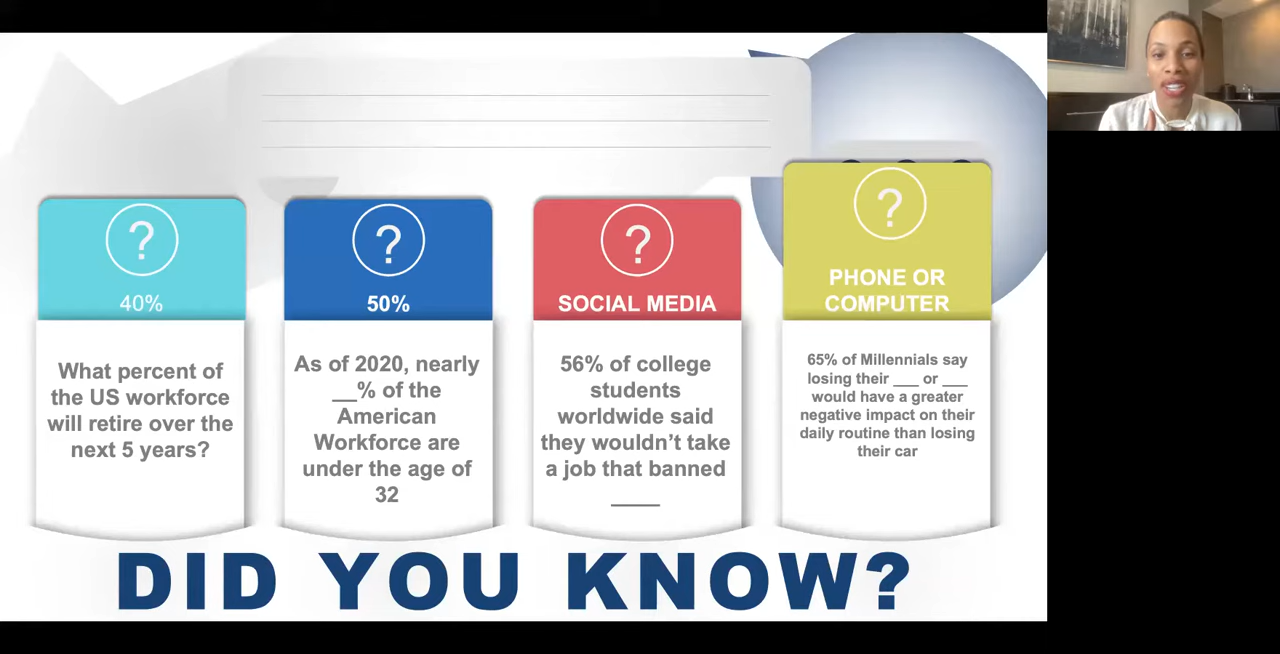 ?
40%
What percent of
the US workforce
will retire over the
next 5 years?
?
50%
As of 2020, nearly
__% of the
American
Workforce are
under the age of
32
?
SOCIAL MEDIA
56% of college
students
worldwide said
they wouldn’t take
a job that banned
____
?
PHONE OR
COMPUTER
65% of Millennials say
losing their ___ or ___
would have a greater
negative impact on their
daily routine than losing
their car
DID YOU KNOW?